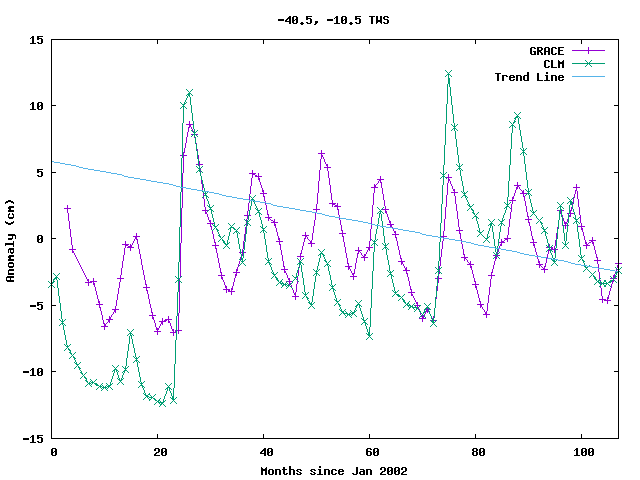 -40.5, -10.5 TWS
GRACE
CLM
Trend Line
15
10
5
0
-5
-10
-15
Anomaly (cm)
0 20 40 60 80 100
Months since Jan 2002